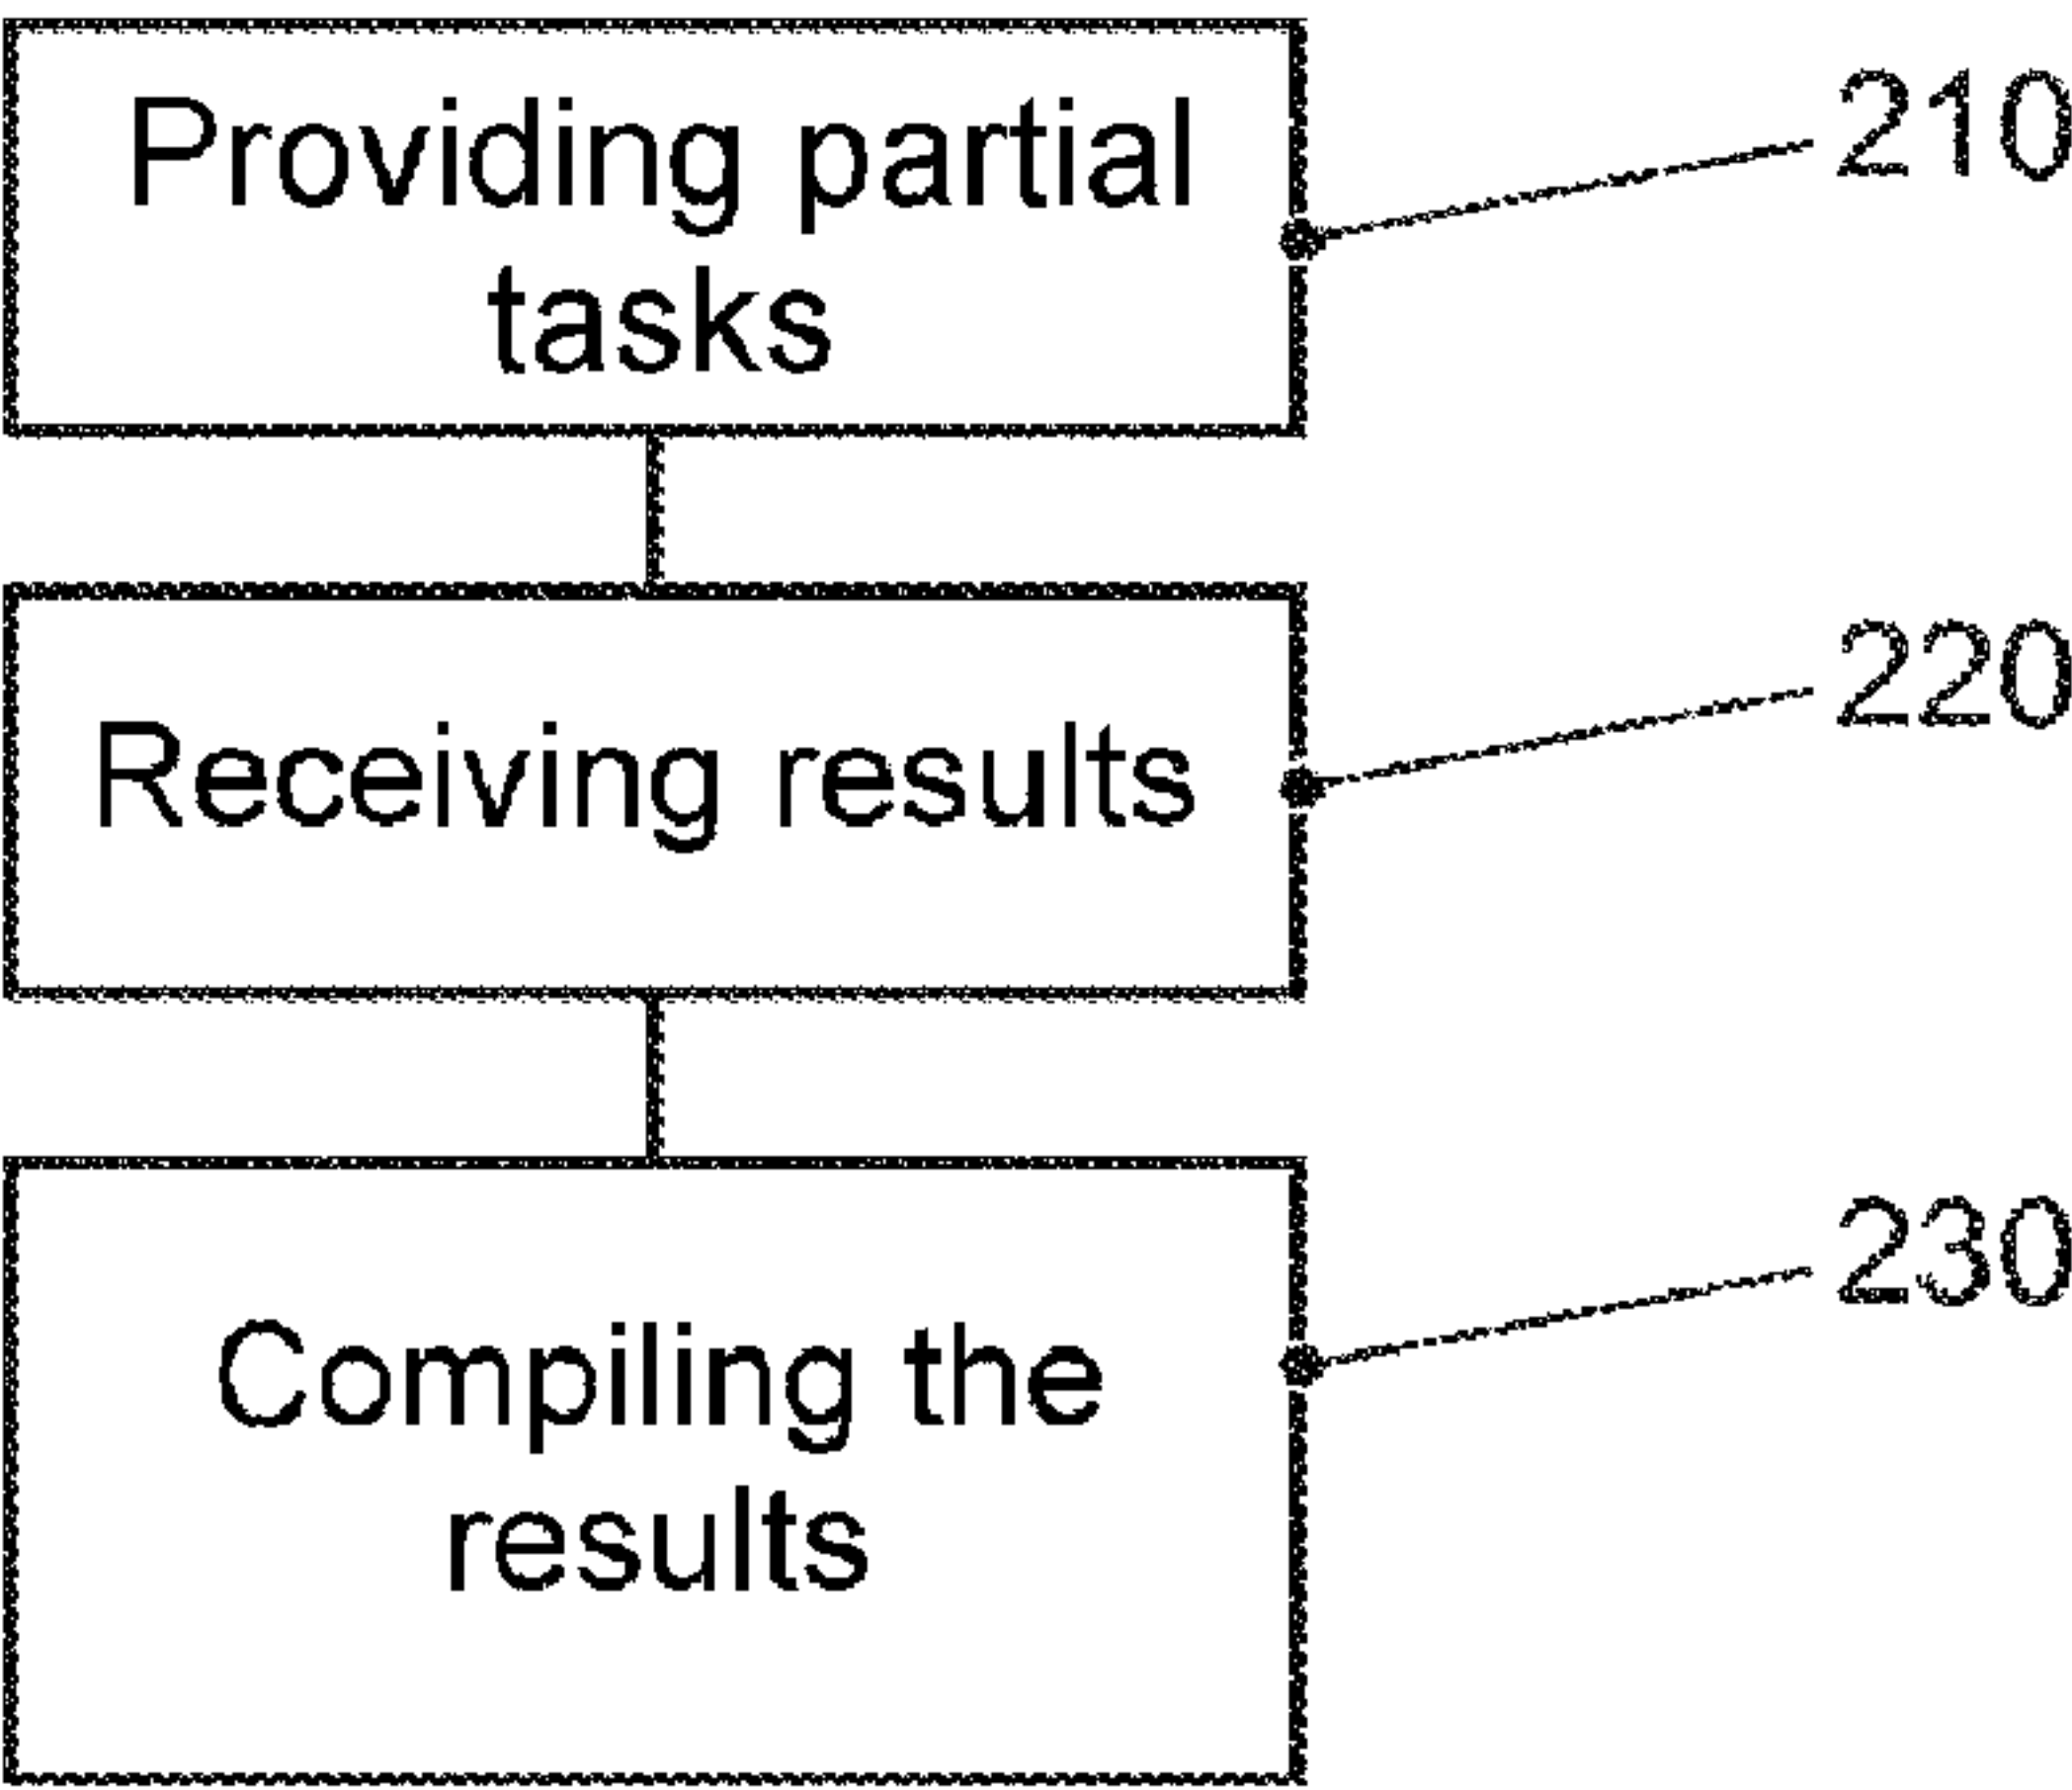 Providing partial
tasks
210
Receiving results
220
Compiling the
results
230